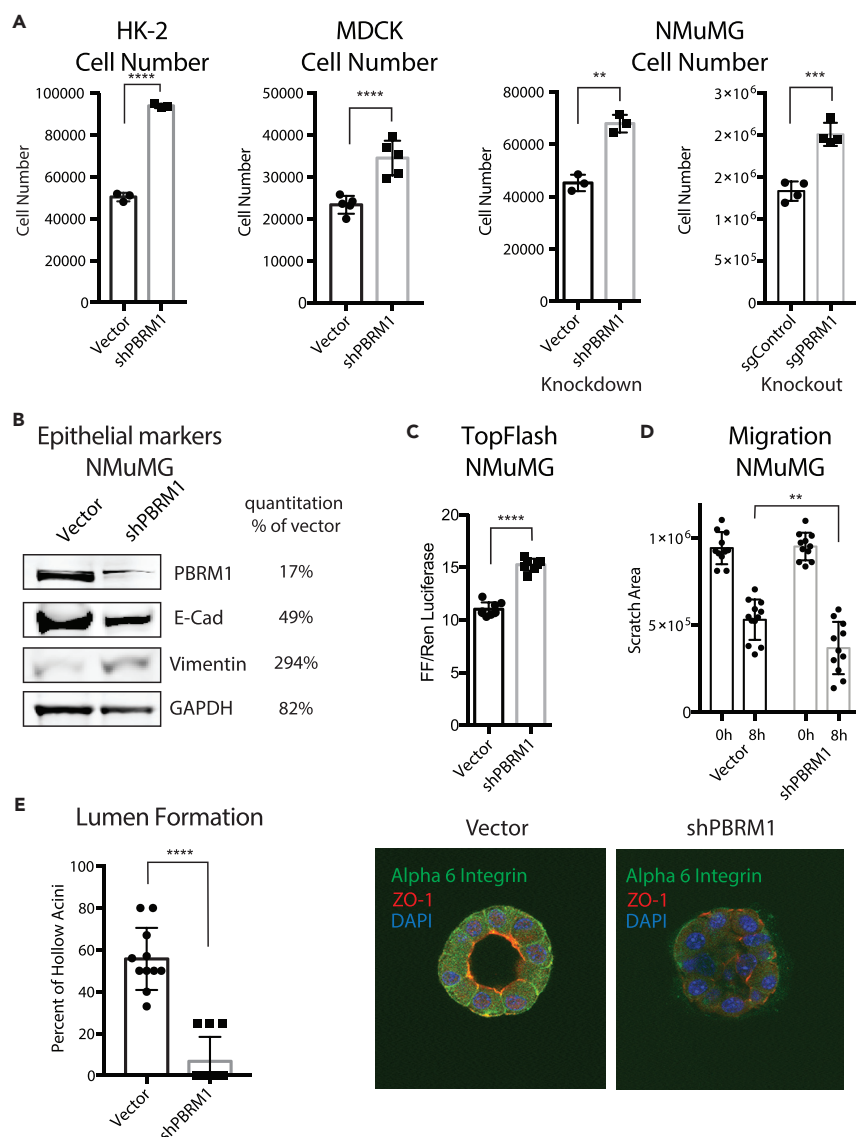 A
HK-2
Cell Number
MDCK
Cell Number
NMuMG
Cell Number
****
****
**
***
Cell Number
100000
80000
60000
40000
20000
0
Vector
shPBRM1
Cell Number
50000
40000
30000
20000
10000
0
Vector
shPBRM1
Cell Number
80000
60000
40000
20000
0
Vector
shPBRM1
Knockdown
Cell Number
3×10⁶
2×10⁶
2×10⁶
1×10⁶
5×10⁵
0
sgControl
sgPBRM1
Knockout
B
Epithelial markers
NMuMG
Vector
shPBRM1
quantitation
% of vector
PBRM1 17%
E-Cad 49%
Vimentin 294%
GAPDH 82%
C
TopFlash
NMuMG
****
FF/Ren Luciferase
20
15
10
5
0
Vector
shPBRM1
D
Migration
NMuMG
**
Scratch Area
1×10⁶
5×10⁵
0
0h 8h 0h 8h
Vector
shPBRM1
E
Lumen Formation
****
Percent of Hollow Acini
100
80
60
40
20
0
Vector
shPBRM1
Vector
Alpha 6 Integrin
ZO-1
DAPI
shPBRM1
Alpha 6 Integrin
ZO-1
DAPI